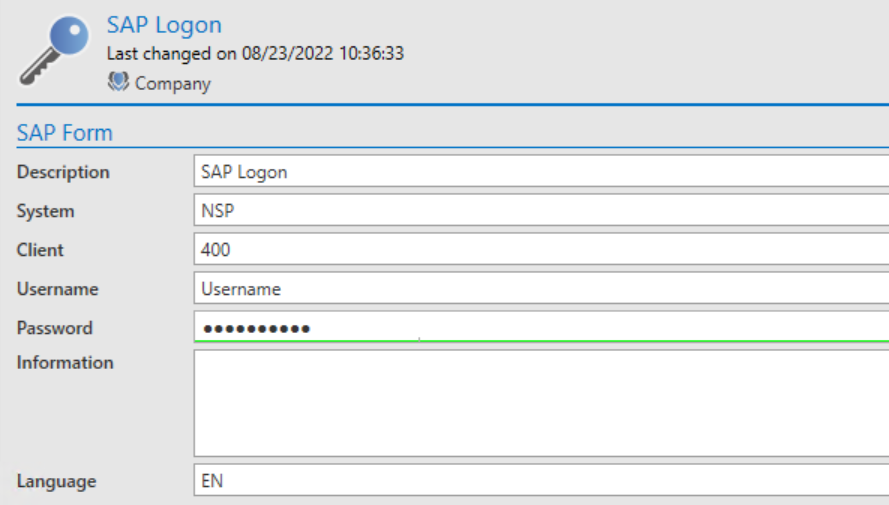 SAP Logon
Last changed on 08/23/2022 10:36:33
Company
SAP Form
Description SAP Logon
System NSP
Client 400
Username Username
Password ●●●●●●●●●●
Information
Language EN